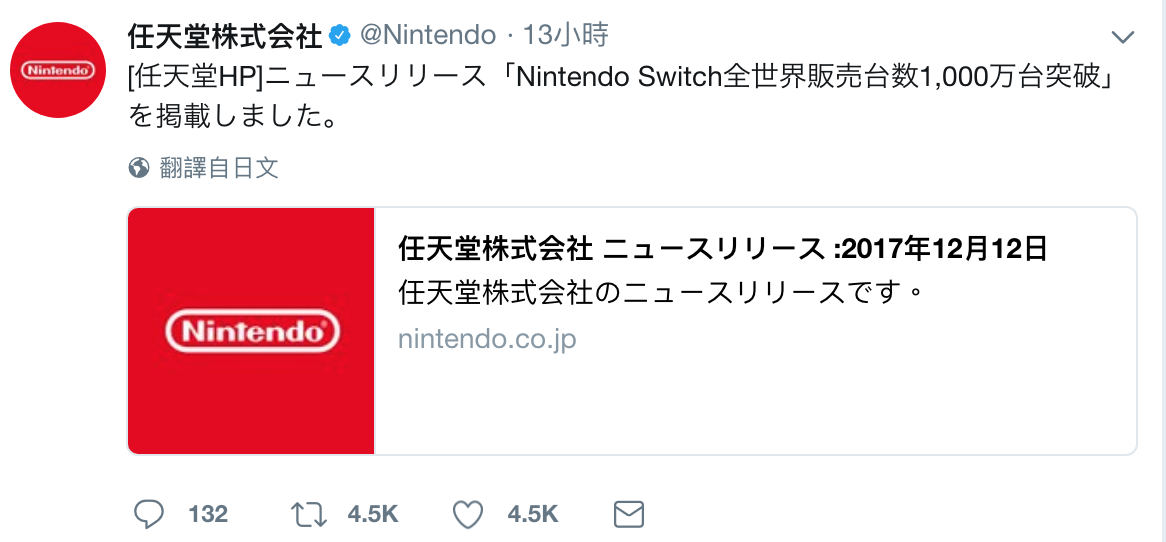 Nintendo
任天堂株式会社 @Nintendo · 13小時
[任天堂HP]ニュースリリース「Nintendo Switch全世界販売台数1,000万台突破」
を掲載しました。
翻譯自日文
Nintendo®
任天堂株式会社 ニュースリリース :2017年12月12日
任天堂株式会社のニュースリリースです。
nintendo.co.jp
132 4.5K 4.5K